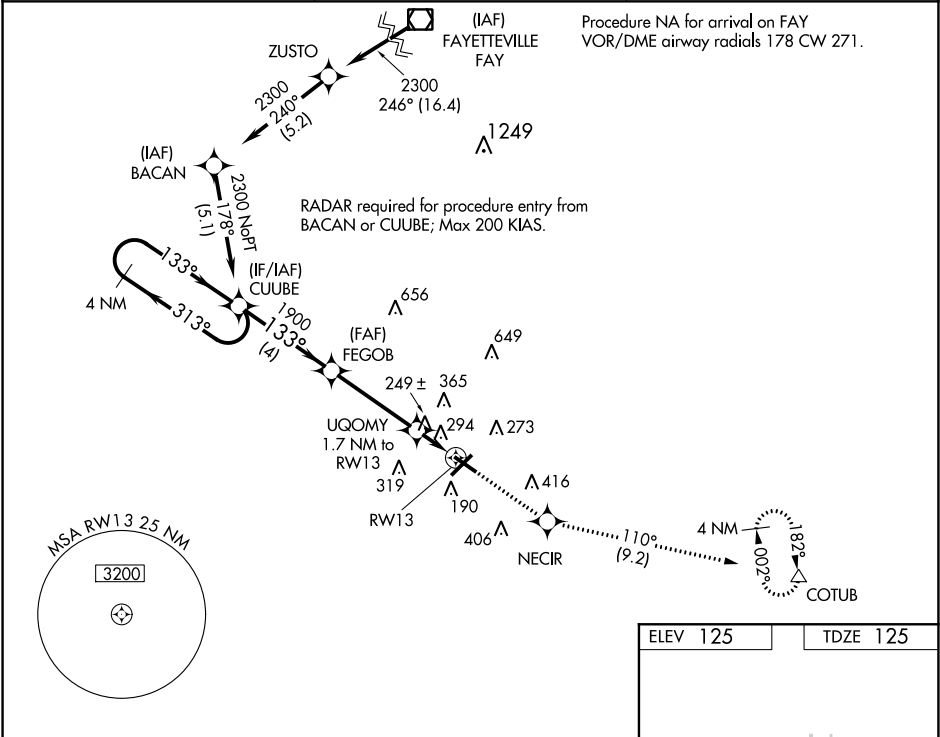 (IAF)
FAYETTEVILLE
FAY
Procedure NA for arrival on FAY
VOR/DME airway radials 178 CW 271.
ZUSTO
2300
246° (16.4)
2300
240°
(5.2)
1249
(IAF)
BACAN
2300 NoPT
178°
(5.1)
RADAR required for procedure entry from
BACAN or CUUBE; Max 200 KIAS.
133°
313°
4 NM
(IF/IAF)
CUUBE
1900
133°
(4)
656
(FAF)
FEGOB
649
249 ±
365
UQOMY
1.7 NM to
RW13
294
273
319
190
416
RW13
406
NECIR
110°
(9.2)
4 NM
182°
002°
COTUB
MSA RW13 25 NM
3200
ELEV 125
TDZE 125